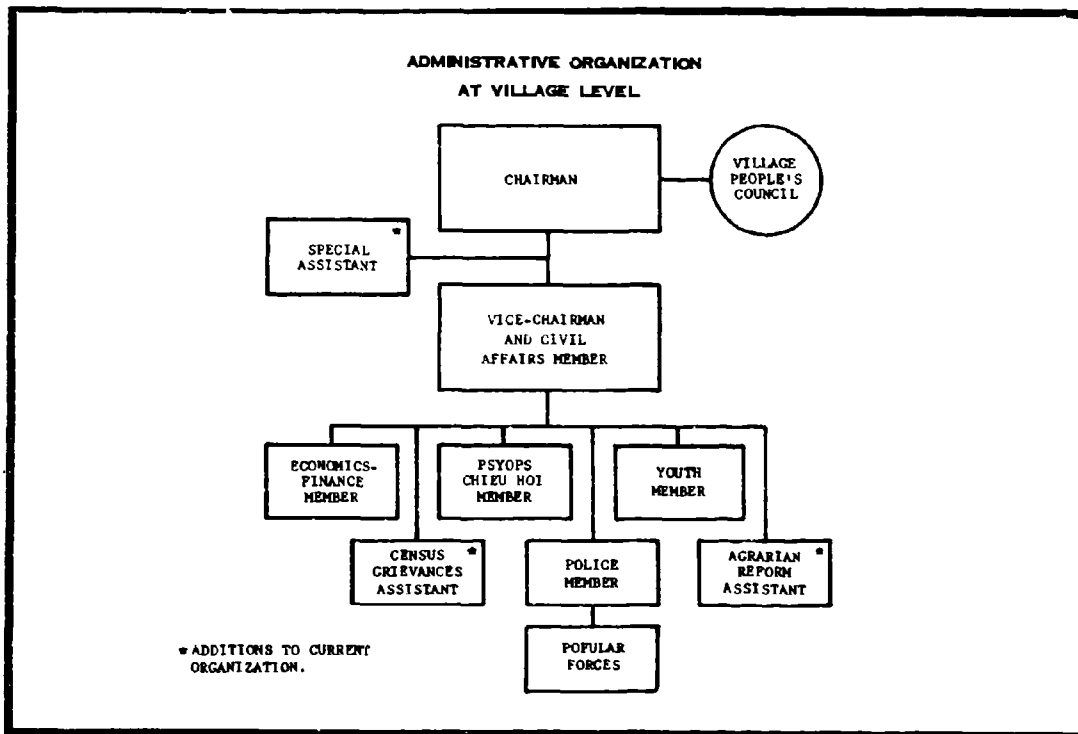 ADMINISTRATIVE ORGANIZATION
AT VILLAGE LEVEL
CHAIRMAN
VILLAGE
PEOPLE'S
COUNCIL
*
SPECIAL
ASSISTANT
VICE-CHAIRMAN
AND CIVIL
AFFAIRS MEMBER
ECONOMICS-
FINANCE
MEMBER
PSYOPS
CHIEU HOI
MEMBER
YOUTH
MEMBER
CENSUS *
GRIEVANCES
ASSISTANT
POLICE
MEMBER
AGRARIAN *
REFORM
ASSISTANT
POPULAR
FORCES
* ADDITIONS TO CURRENT
ORGANIZATION.